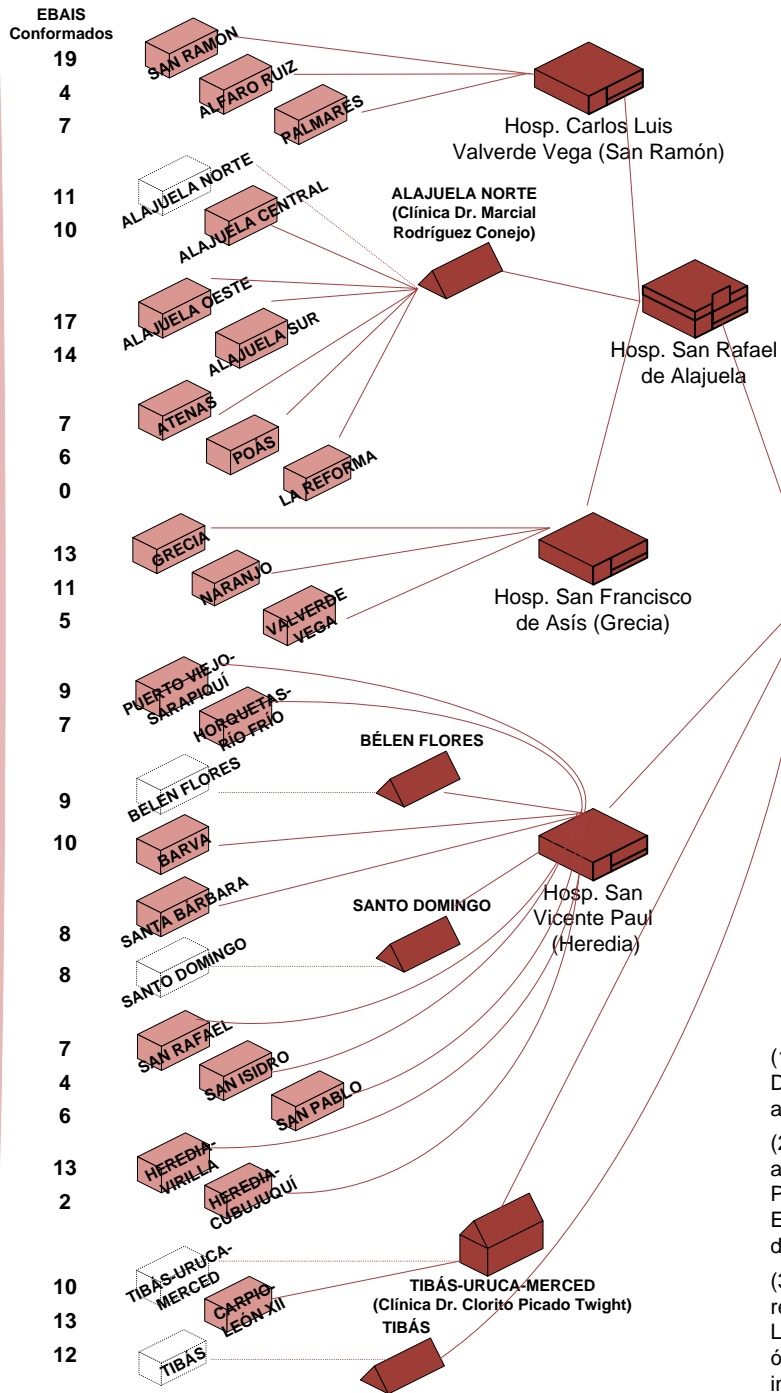 EBAIS
Conformados
19
SAN RAMÓN
4
ALFARO RUIZ
7
PALMARES
Hosp. Carlos Luis
Valverde Vega (San Ramón)
11
ALAJUELA NORTE
10
ALAJUELA CENTRAL
ALAJUELA NORTE
(Clínica Dr. Marcial
Rodríguez Conejo)
17
ALAJUELA OESTE
14
ALAJUELA SUR
Hosp. San Rafael
de Alajuela
7
ATENAS
6
POÁS
0
LA REFORMA
13
GRECIA
11
NARANJO
5
VALVERDE
VEGA
Hosp. San Francisco
de Asís (Grecia)
9
PUERTO VIEJO-
SARAPIQUÍ
7
HORQUETAS-
RÍO FRÍO
BÉLEN FLORES
9
BELEN FLORES
10
BARVA
8
SANTA BÁRBARA
SANTO DOMINGO
8
SANTO DOMINGO
Hosp. San
Vicente Paul
(Heredia)
7
SAN RAFAEL
4
SAN ISIDRO
6
SAN PABLO
13
HEREDIA-
VIRILLA
2
HEREDIA-
CUBUJUQUÍ
10
TIBÁS-URUCA-
MERCED
13
CARPIO-
LEÓN XII
TIBÁS-URUCA-MERCED
(Clínica Dr. Clorito Picado Twight)
12
TIBÁS
TIBÁS
(1
D
a
(2
a
P
E
d
(3
re
L
ó
in